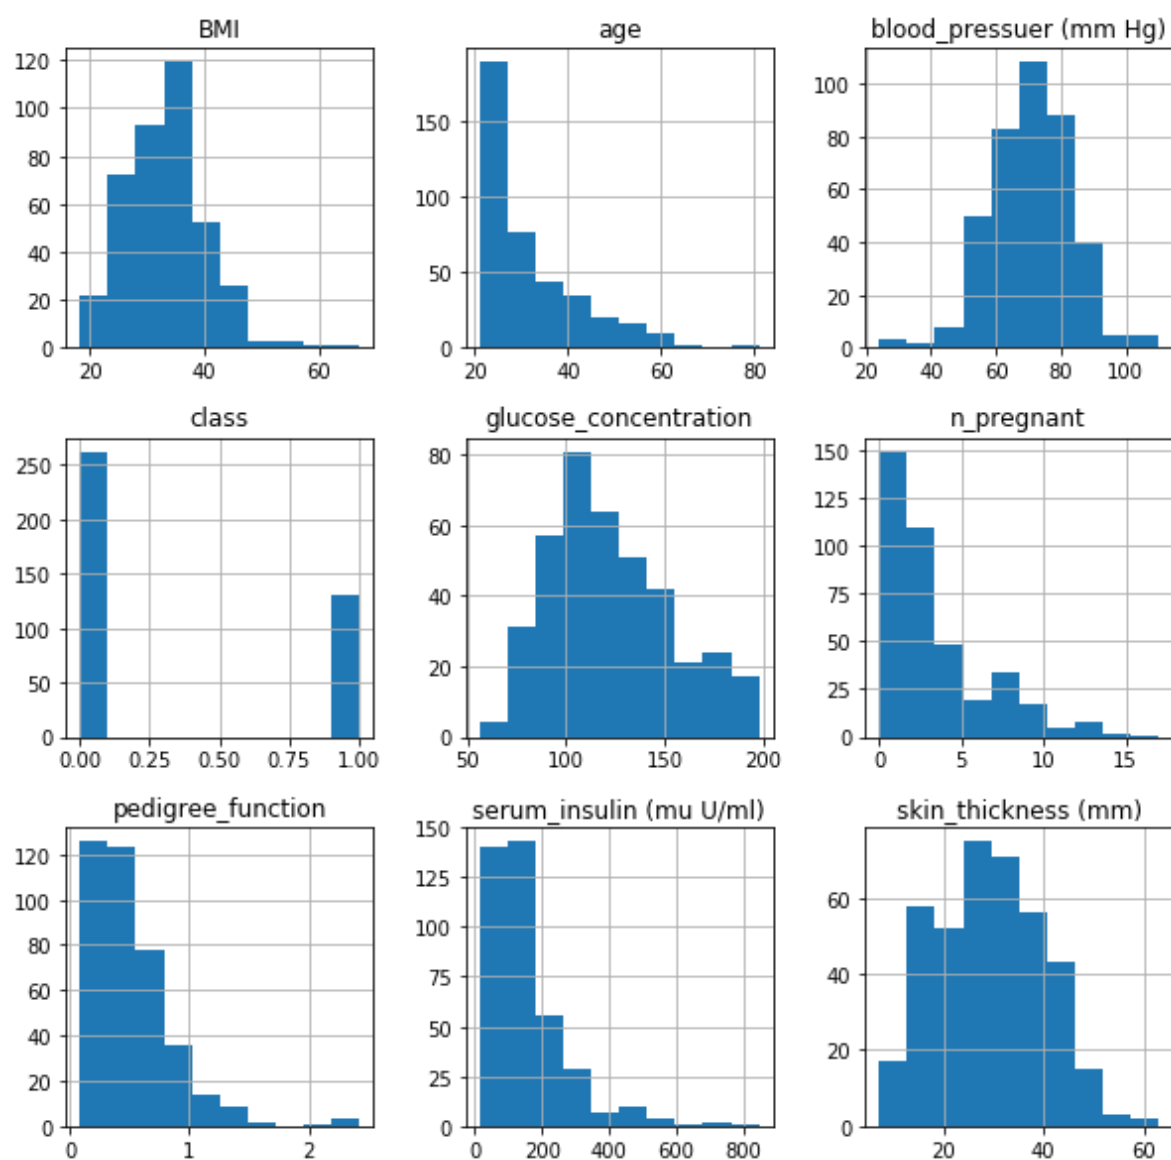 BMI
120
100
80
60
40
20
0
20 40 60
age
150
100
50
0
20 40 60 80
blood_pressuer (mm Hg)
100
80
60
40
20
0
20 40 60 80 100
class
250
200
150
100
50
0
0.00 0.25 0.50 0.75 1.00
glucose_concentration
80
60
40
20
0
50 100 150 200
n_pregnant
150
125
100
75
50
25
0
0 5 10 15
pedigree_function
120
100
80
60
40
20
0
0 1 2
serum_insulin (mu U/ml)
150
125
100
75
50
25
0
0 200 400 600 800
skin_thickness (mm)
60
40
20
0
20 40 60